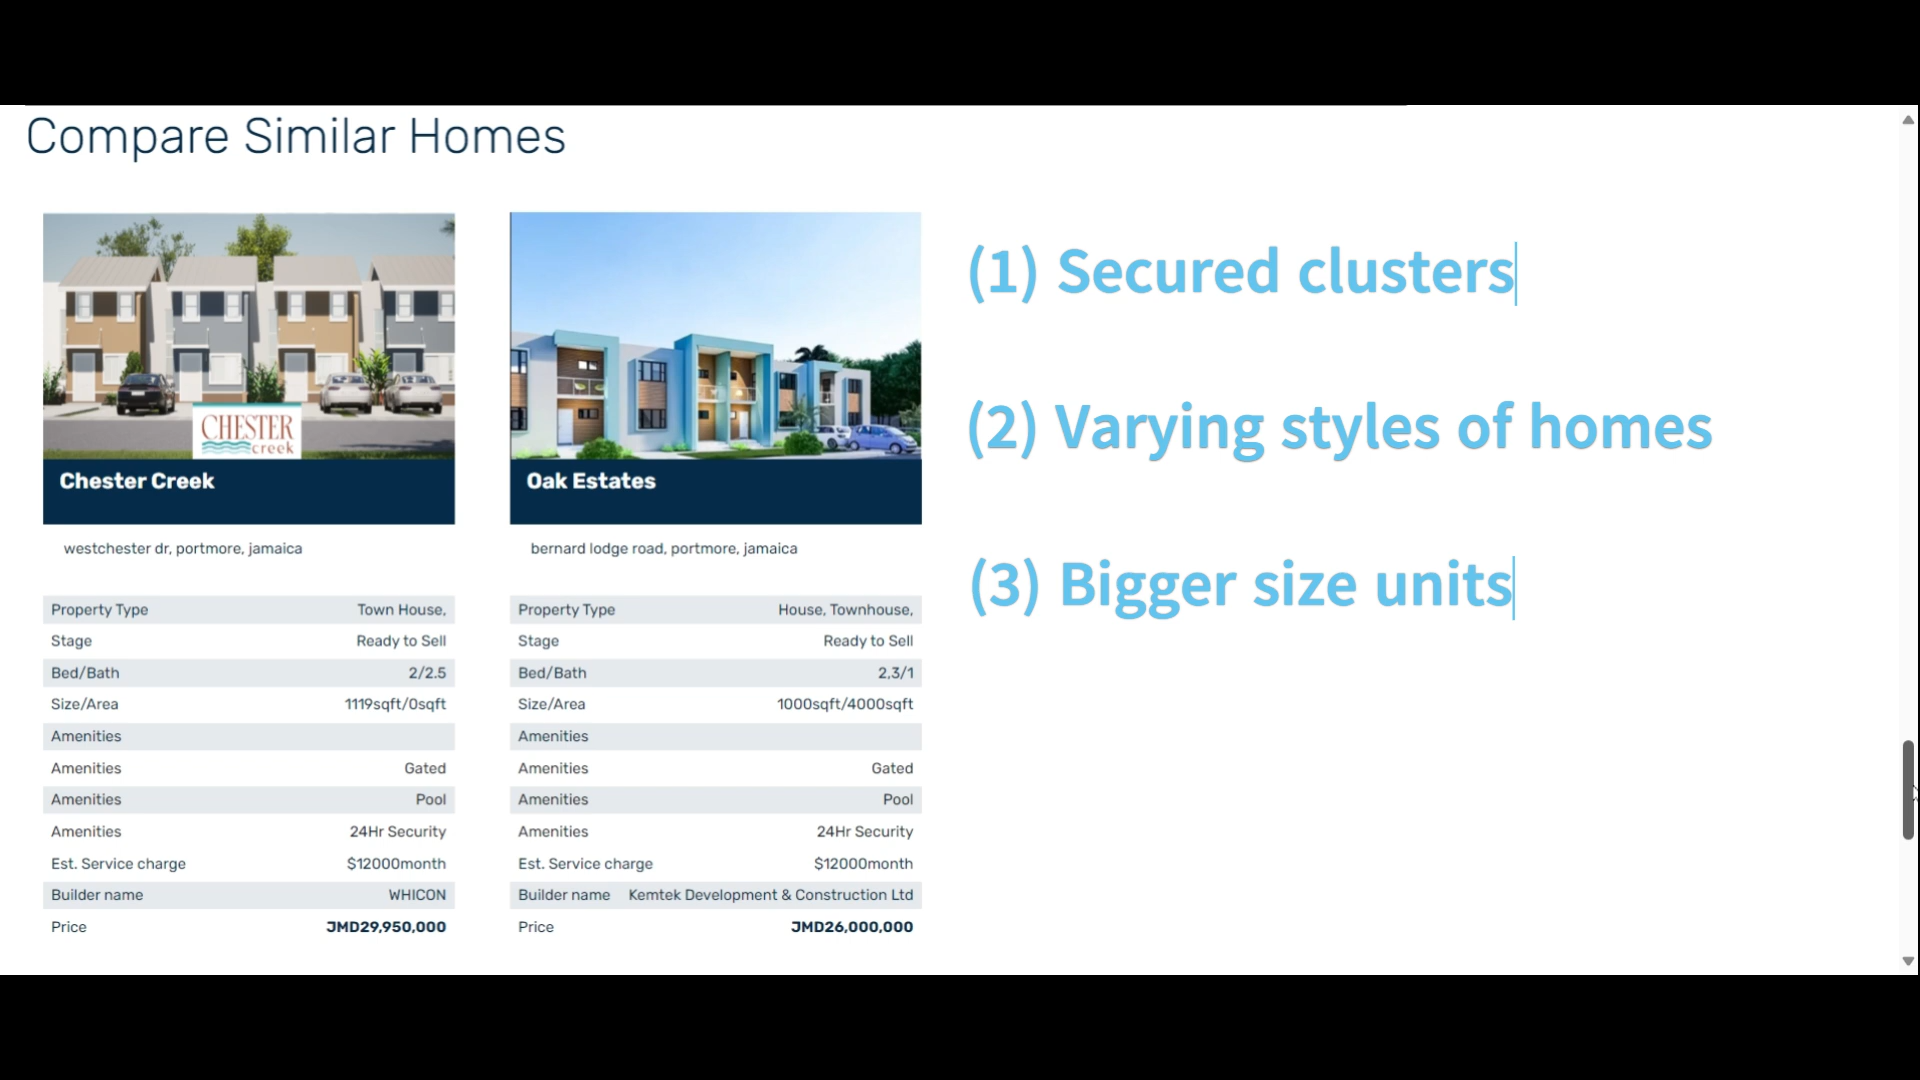 Compare Similar Homes
CHESTER
creek
Chester Creek
westchester dr, portmore, jamaica
Property Type Town House,
Stage Ready to Sell
Bed/Bath 2/2.5
Size/Area 1119sqft/0sqft
Amenities
Amenities Gated
Amenities Pool
Amenities 24Hr Security
Est. Service charge $12000month
Builder name WHICON
Price JMD29,950,000
Oak Estates
bernard lodge road, portmore, jamaica
Property Type House, Townhouse,
Stage Ready to Sell
Bed/Bath 2,3/1
Size/Area 1000sqft/4000sqft
Amenities
Amenities Gated
Amenities Pool
Amenities 24Hr Security
Est. Service charge $12000month
Builder name Kemtek Development & Construction Ltd
Price JMD26,000,000
(1) Secured clusters
(2) Varying styles of homes
(3) Bigger size units